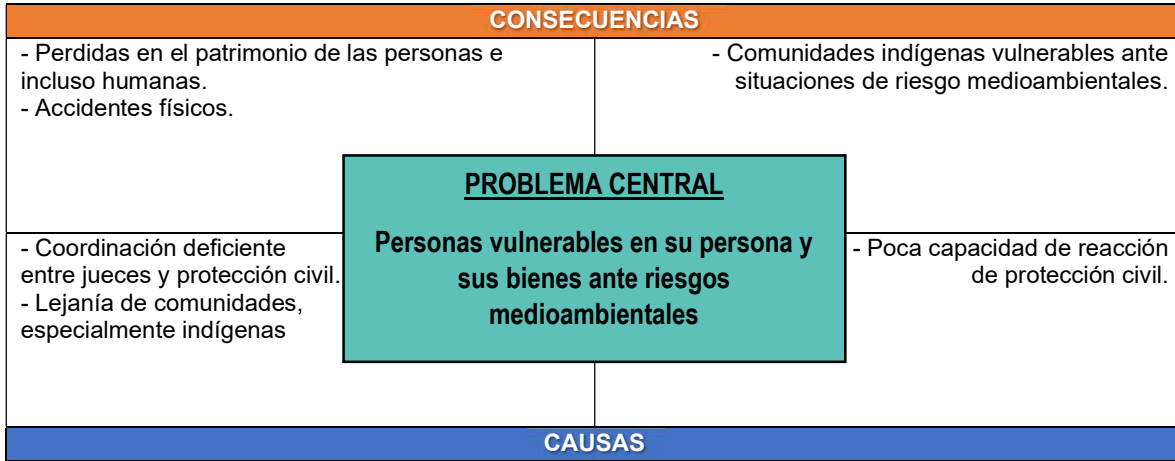 CONSECUENCIAS
- Perdidas en el patrimonio de las personas e
incluso humanas.
- Accidentes físicos.
- Comunidades indígenas vulnerables ante
situaciones de riesgo medioambientales.
PROBLEMA CENTRAL
Personas vulnerables en su persona y
sus bienes ante riesgos
medioambientales
- Coordinación deficiente
entre jueces y protección civil.
- Lejanía de comunidades,
especialmente indígenas
- Poca capacidad de reacción
de protección civil.
CAUSAS